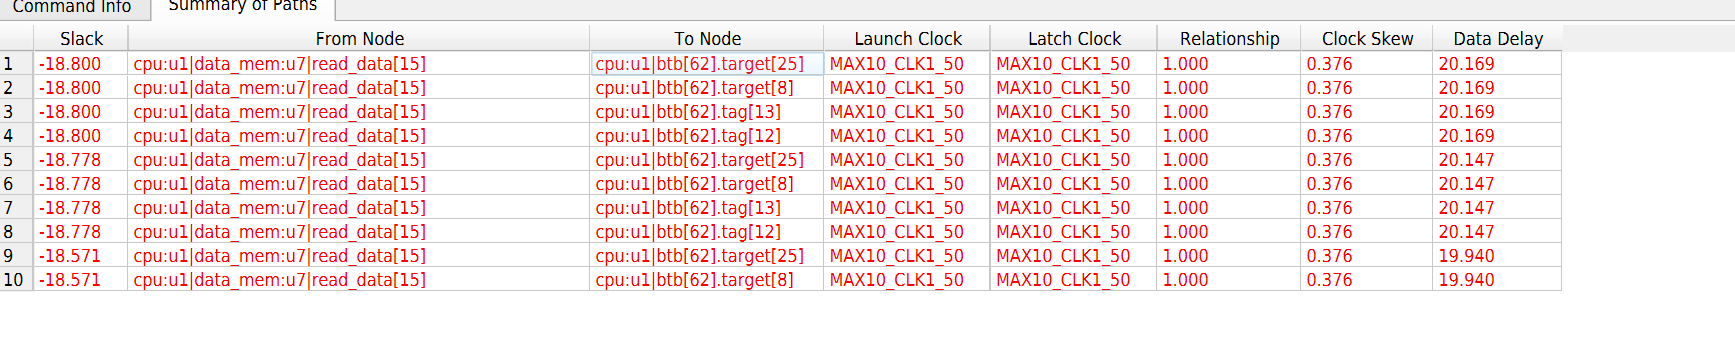 Command Info Summary of Paths
Slack From Node To Node Launch Clock Latch Clock Relationship Clock Skew Data Delay
1 -18.800 cpu:u1|data_mem:u7|read_data[15] cpu:u1|btb[62].target[25] MAX10_CLK1_50 MAX10_CLK1_50 1.000 0.376 20.169
2 -18.800 cpu:u1|data_mem:u7|read_data[15] cpu:u1|btb[62].target[8] MAX10_CLK1_50 MAX10_CLK1_50 1.000 0.376 20.169
3 -18.800 cpu:u1|data_mem:u7|read_data[15] cpu:u1|btb[62].tag[13] MAX10_CLK1_50 MAX10_CLK1_50 1.000 0.376 20.169
4 -18.800 cpu:u1|data_mem:u7|read_data[15] cpu:u1|btb[62].tag[12] MAX10_CLK1_50 MAX10_CLK1_50 1.000 0.376 20.169
5 -18.778 cpu:u1|data_mem:u7|read_data[15] cpu:u1|btb[62].target[25] MAX10_CLK1_50 MAX10_CLK1_50 1.000 0.376 20.147
6 -18.778 cpu:u1|data_mem:u7|read_data[15] cpu:u1|btb[62].target[8] MAX10_CLK1_50 MAX10_CLK1_50 1.000 0.376 20.147
7 -18.778 cpu:u1|data_mem:u7|read_data[15] cpu:u1|btb[62].tag[13] MAX10_CLK1_50 MAX10_CLK1_50 1.000 0.376 20.147
8 -18.778 cpu:u1|data_mem:u7|read_data[15] cpu:u1|btb[62].tag[12] MAX10_CLK1_50 MAX10_CLK1_50 1.000 0.376 20.147
9 -18.571 cpu:u1|data_mem:u7|read_data[15] cpu:u1|btb[62].target[25] MAX10_CLK1_50 MAX10_CLK1_50 1.000 0.376 19.940
10 -18.571 cpu:u1|data_mem:u7|read_data[15] cpu:u1|btb[62].target[8] MAX10_CLK1_50 MAX10_CLK1_50 1.000 0.376 19.940